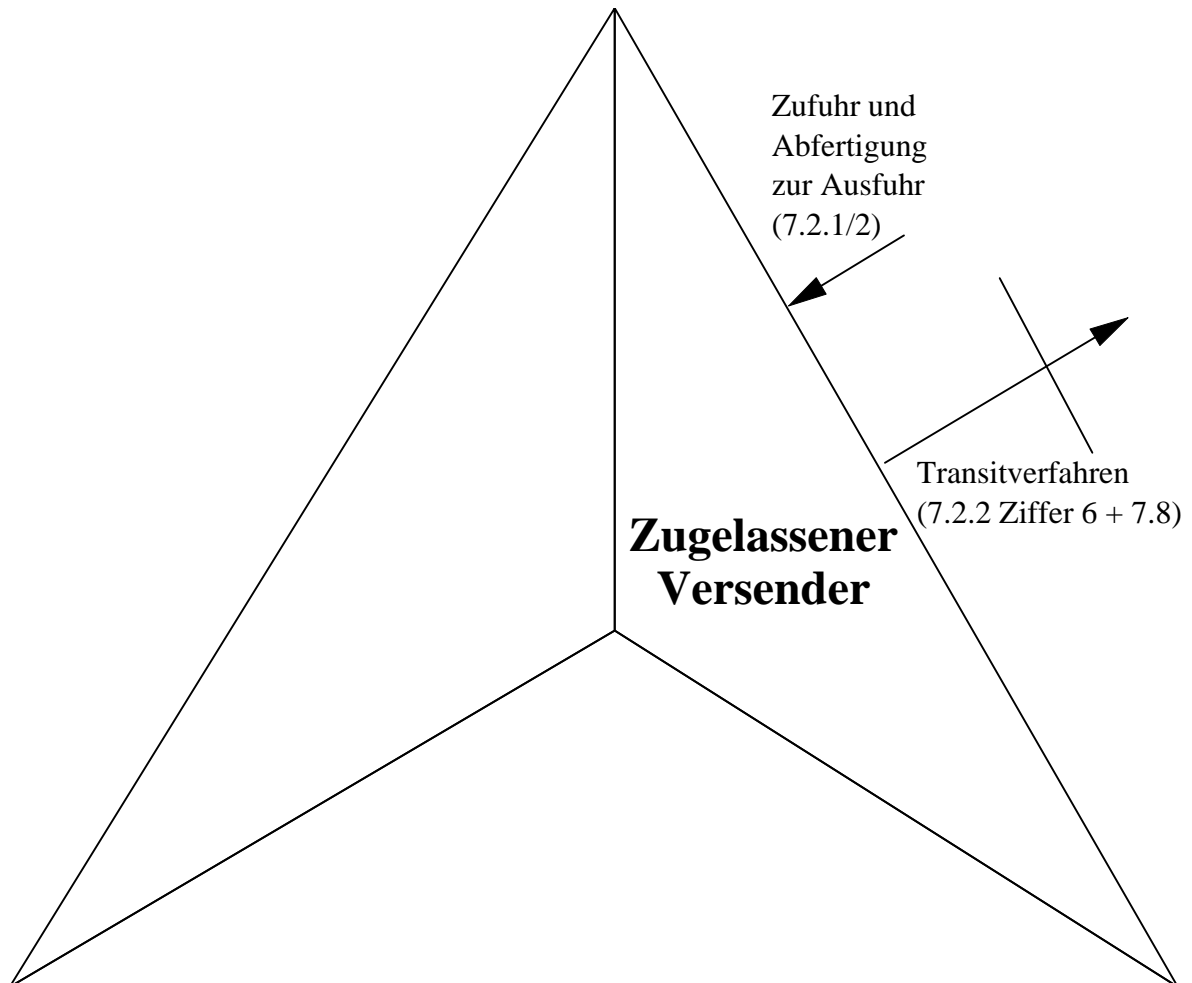 Zufuhr und
Abfertigung
zur Ausfuhr
(7.2.1/2)
Transitverfahren
(7.2.2 Ziffer 6 + 7.8)
Zugelassener
Versender